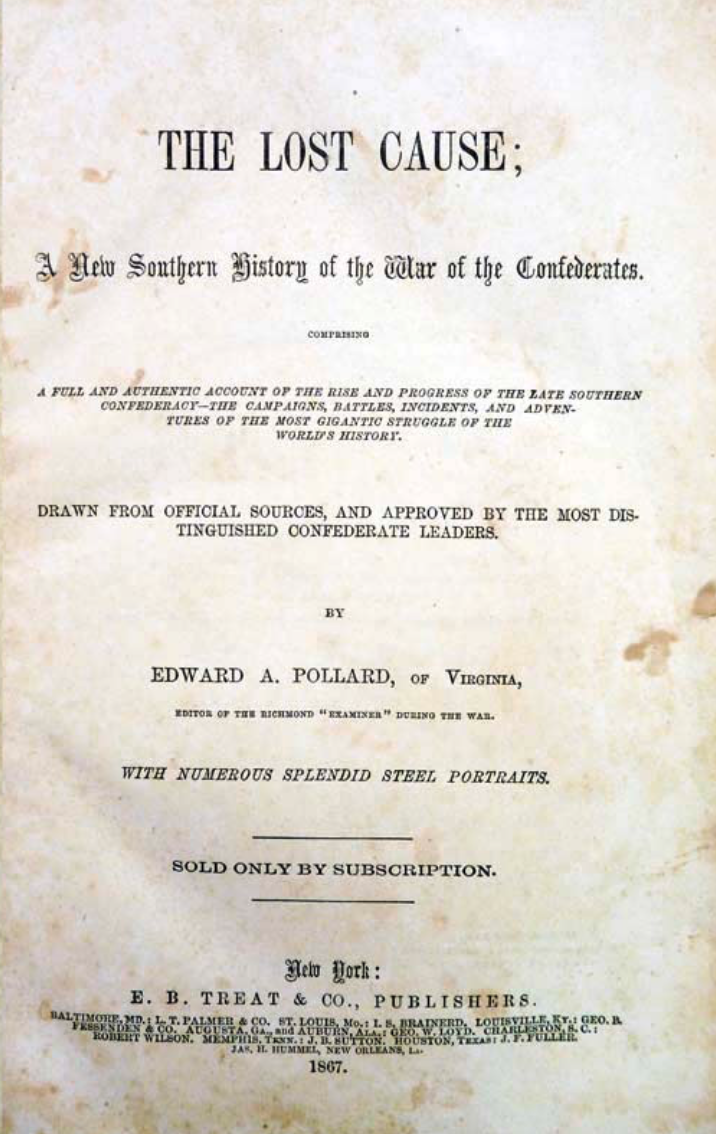 THE LOST CAUSE;
A New Southern History of the War of the Confederates.
COMPRISING
A FULL AND AUTHENTIC ACCOUNT OF THE RISE AND PROGRESS OF THE LATE SOUTHERN
CONFEDERACY—THE CAMPAIGNS, BATTLES, INCIDENTS, AND ADVEN-
TURES OF THE MOST GIGANTIC STRUGGLE OF THE
WORLD'S HISTORY.
DRAWN FROM OFFICIAL SOURCES, AND APPROVED BY THE MOST DIS-
TINGUISHED CONFEDERATE LEADERS.
BY
EDWARD A. POLLARD, OF VIRGINIA,
EDITOR OF THE RICHMOND "EXAMINER" DURING THE WAR.
WITH NUMEROUS SPLENDID STEEL PORTRAITS.
SOLD ONLY BY SUBSCRIPTION.
New York:
E. B. TREAT & CO., PUBLISHERS.
BALTIMORE, MD.: L. T. PALMER & CO. ST. LOUIS, MO.: I. S. BRAINERD. LOUISVILLE, KY.: GEO. R.
FESSENDEN & CO. AUGUSTA, GA., and AUBURN, ALA.: GEO. W. LOYD. CHARLESTON, S. C.:
ROBERT WILSON. MEMPHIS, TENN.: J. B. SUTTON. HOUSTON, TEXAS: J. F. FULLER.
JAS. H. HUMMEL, NEW ORLEANS, LA.
1867.